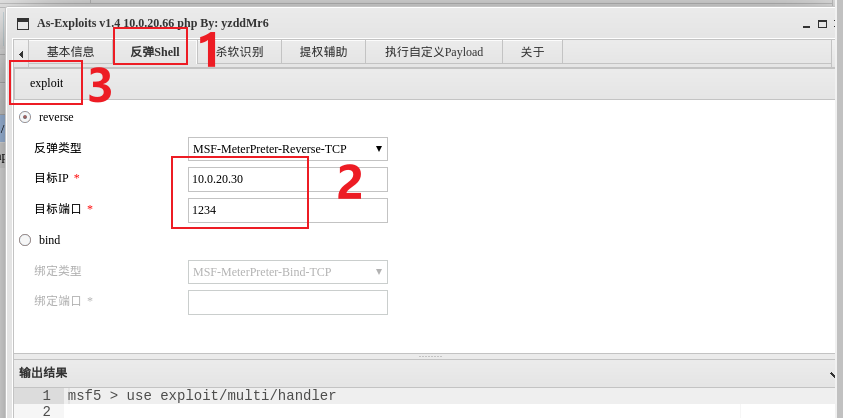 As-Exploits v1.4 10.0.20.66 php By: yzddMr6
基本信息 反弹Shell 杀软识别 提权辅助 执行自定义Payload 关于
1
exploit
3
reverse
反弹类型 MSF-MeterPreter-Reverse-TCP
目标IP * 10.0.20.30
2
目标端口 * 1234
bind
绑定类型 MSF-MeterPreter-Bind-TCP
绑定端口 *
输出结果
1 msf5 > use exploit/multi/handler
2